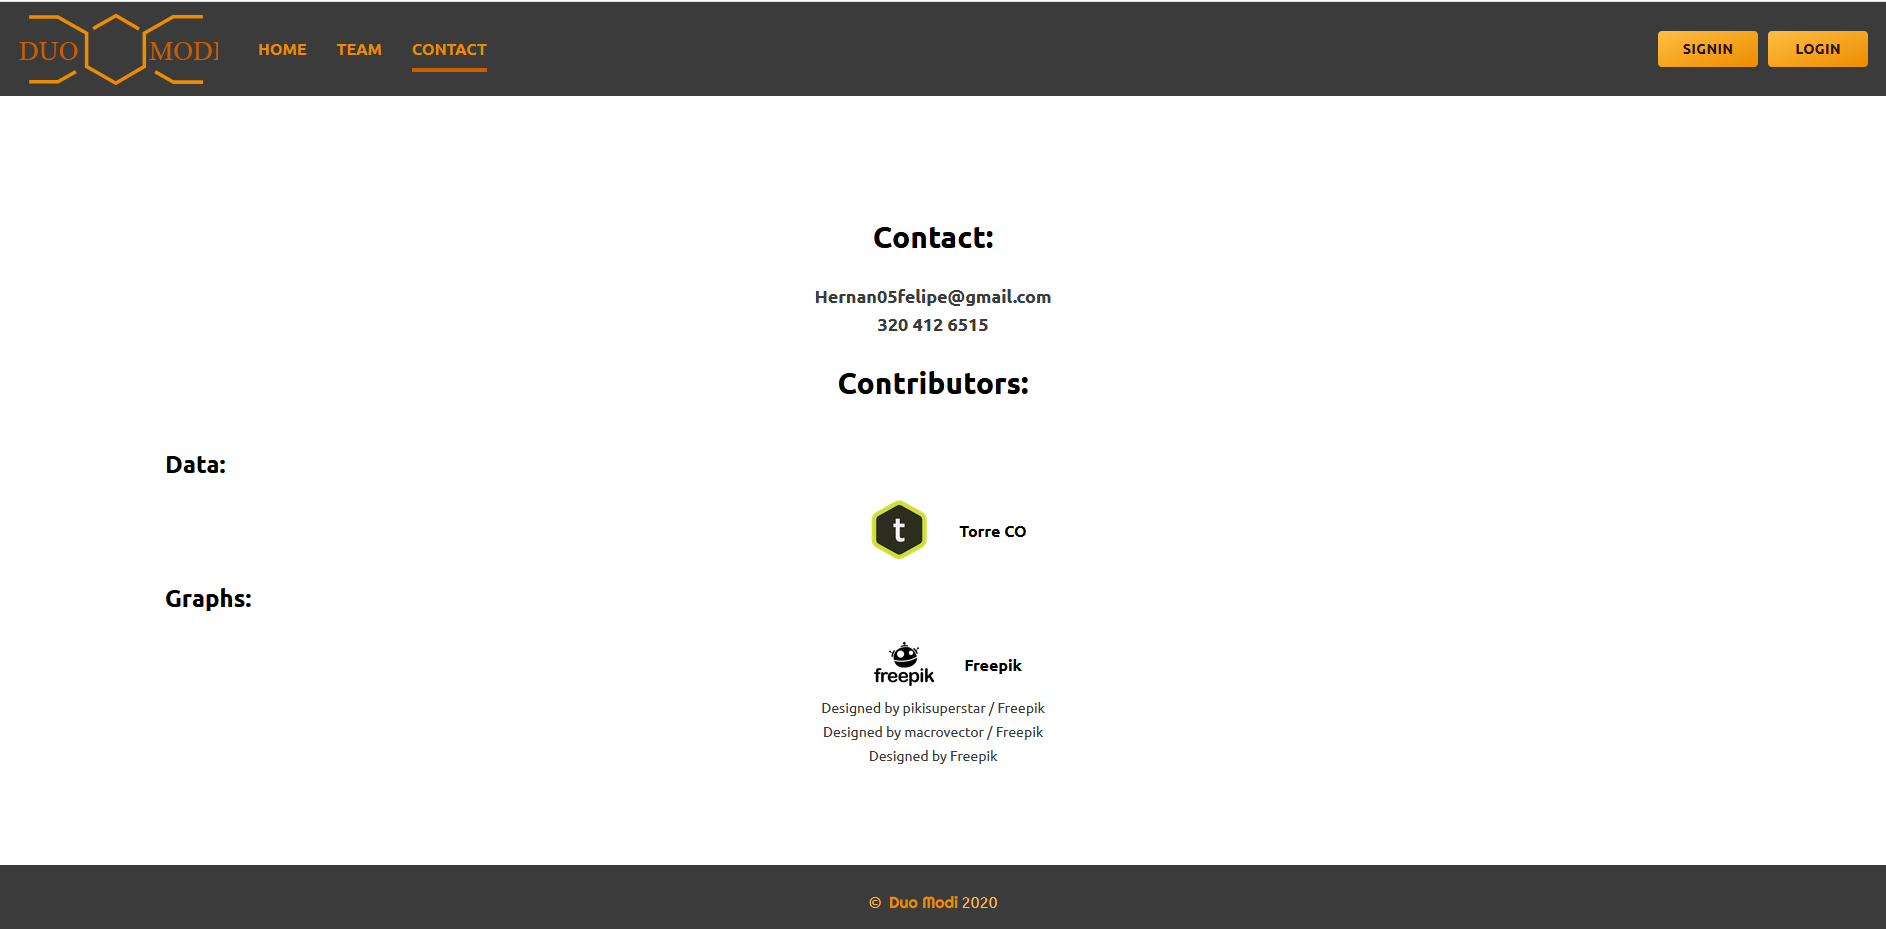 DUO MODI HOME TEAM CONTACT SIGNIN LOGIN
Contact:
Hernan05felipe@gmail.com
320 412 6515
Contributors:
Data:
t Torre CO
Graphs:
freepik Freepik
Designed by pikisuperstar / Freepik
Designed by macrovector / Freepik
Designed by Freepik
© Duo Modi 2020